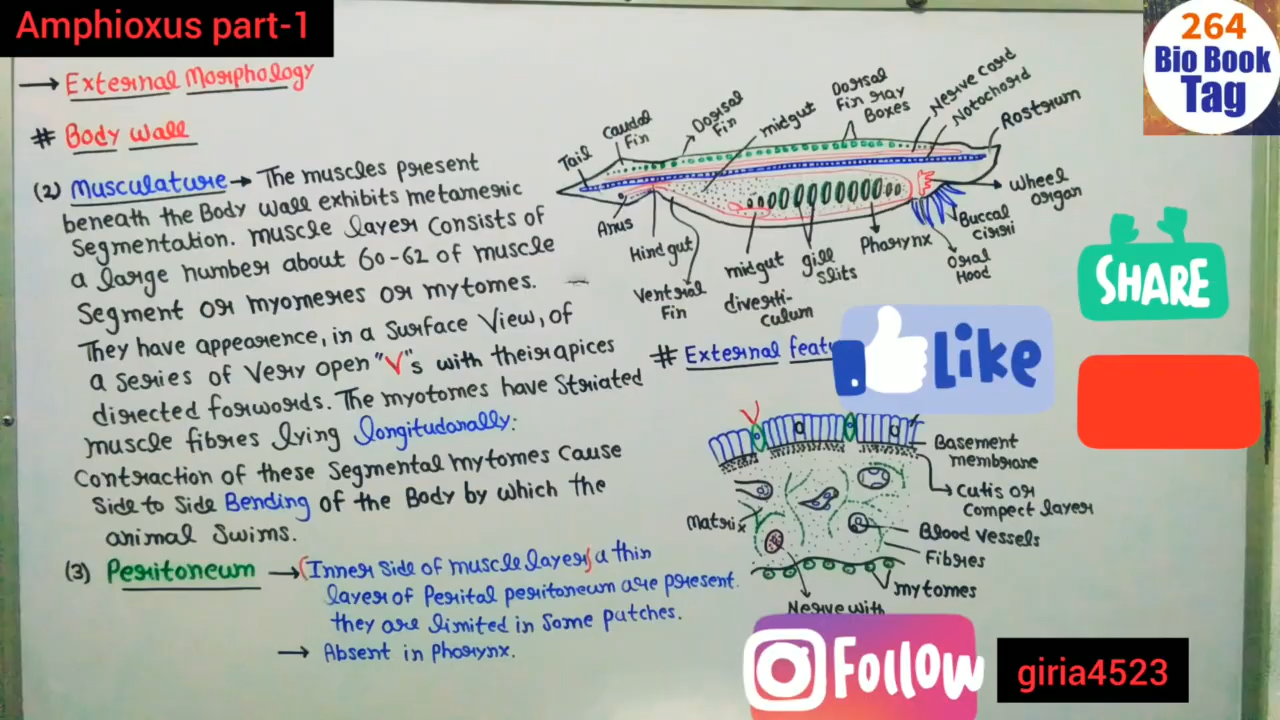 Amphioxus part-1
264
Bio Book
Tag
→ External Morphology
# Body wall
(2) Musculature → The muscles present
beneath the Body wall exhibits metameric
Segmentation. muscle layer consists of
a large number about 60-62 of muscle
Segment or myomeres or mytomes.
They have appearence, in a Surface View, of
a series of Very open "V"s with their apices
directed forwords. The myotomes have Striated
muscle fibres lying longitudanally:
Contraction of these Segmental mytomes Cause
Side to Side Bending of the Body by which the
animal Swims.
(3) Peritoneum → (Inner Side of muscle layer) a thin
layer of Perital peritoneum are present.
they are limited in Some patches.
→ Absent in Pharynx.
Tail
Caudal
Fin
Dorsal
Fin
midgut
Dorsal
Fin ray
Boxes
Nerve cord
Notochord
Rostrum
Wheel
organ
Buccal
cirri
Oral
Hood
Pharynx
gill
Slits
midgut
diverti-
culum
Ventral
Fin
Hind gut
Anus
# External feat
Like
SHARE
Basement
membrane
Cutis or
Compect layer
Blood Vessels
Fibres
mytomes
Nerve with
Matrix
Follow
giria4523